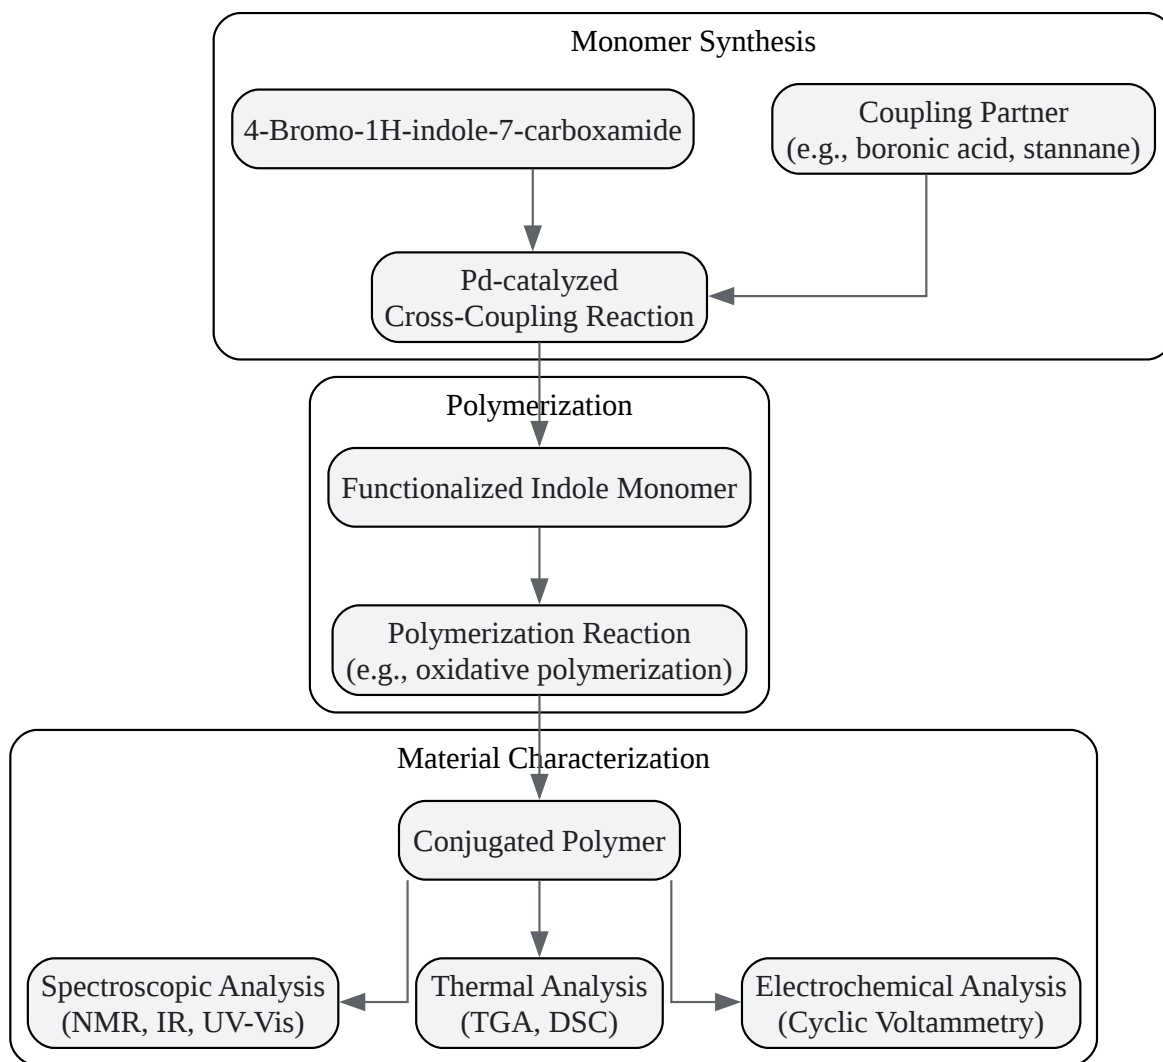 Monomer Synthesis
4-Bromo-1H-indole-7-carboxamide
Coupling Partner
(e.g., boronic acid, stannane)
Pd-catalyzed
Cross-Coupling Reaction
Polymerization
Functionalized Indole Monomer
Polymerization Reaction
(e.g., oxidative polymerization)
Material Characterization
Conjugated Polymer
Spectroscopic Analysis
(NMR, IR, UV-Vis)
Thermal Analysis
(TGA, DSC)
Electrochemical Analysis
(Cyclic Voltammetry)